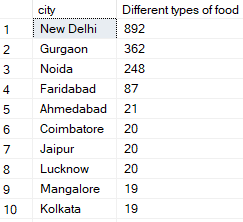 city Different types of food
1 New Delhi 892
2 Gurgaon 362
3 Noida 248
4 Faridabad 87
5 Ahmedabad 21
6 Coimbatore 20
7 Jaipur 20
8 Lucknow 20
9 Mangalore 19
10 Kolkata 19